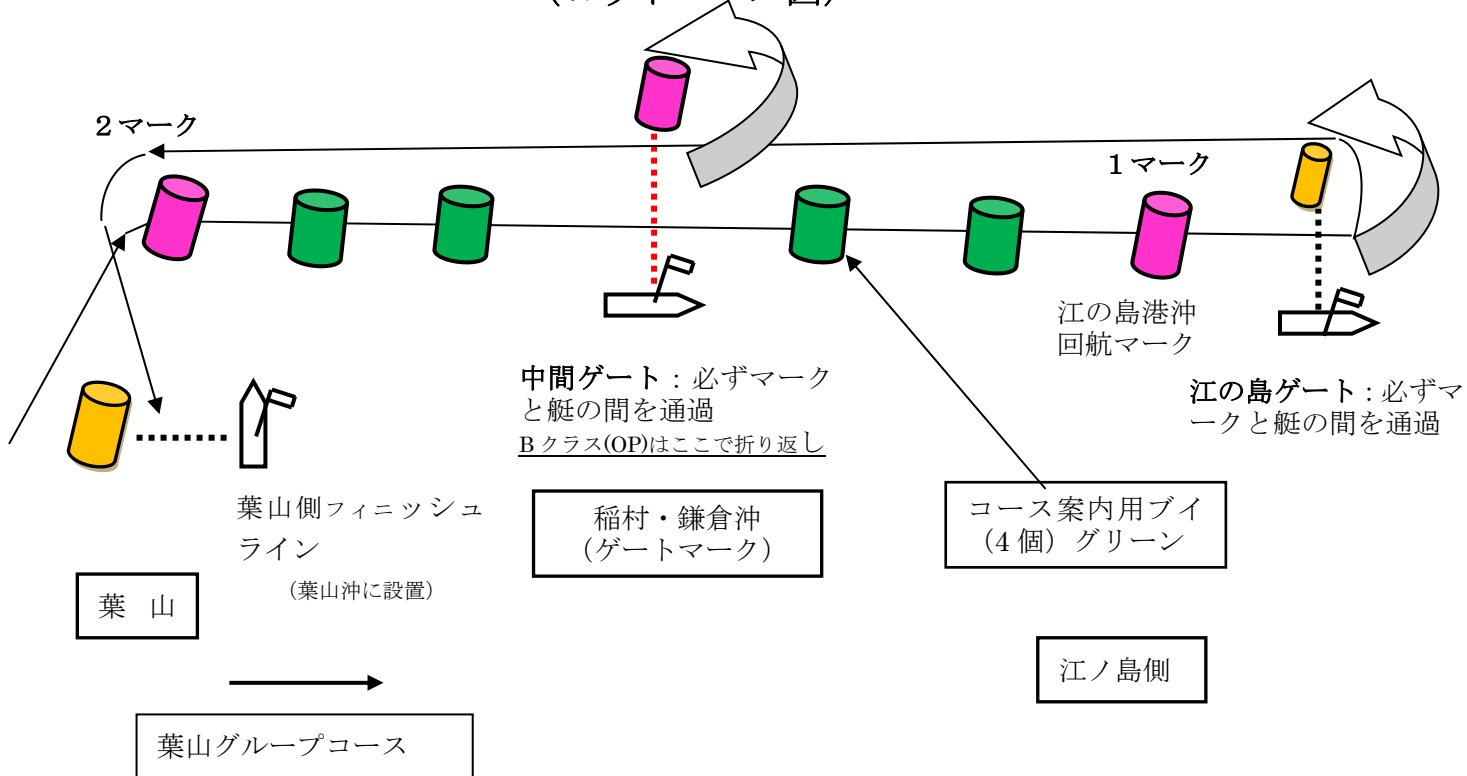 2マーク
1マーク
江の島港沖
回航マーク
中間ゲート：必ずマーク
と艇の間を通過
Bクラス(OP)はここで折り返し
江の島ゲート：必ずマ
ークと艇の間を通過
葉山側フィニッシュ
ライン
（葉山沖に設置）
稲村・鎌倉沖
（ゲートマーク）
コース案内用ブイ
（4個）グリーン
葉 山
江ノ島側
葉山グループコース